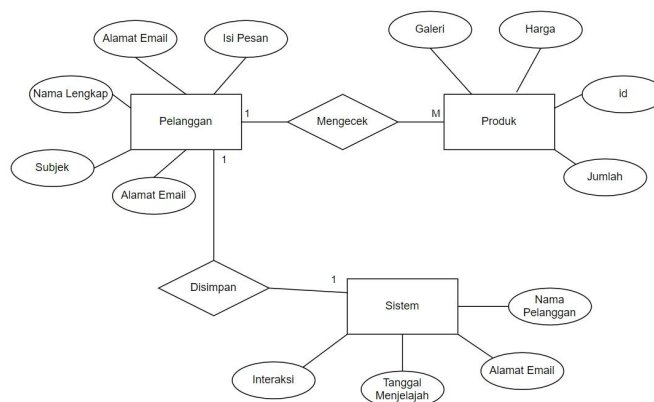 Alamat Email
Isi Pesan
Galeri
Harga
Nama Lengkap
id
Pelanggan
1
Mengecek
M
Produk
1
Subjek
Alamat Email
Jumlah
Disimpan
1
Sistem
Nama
Pelanggan
Interaksi
Tanggal
Menjelajah
Alamat Email